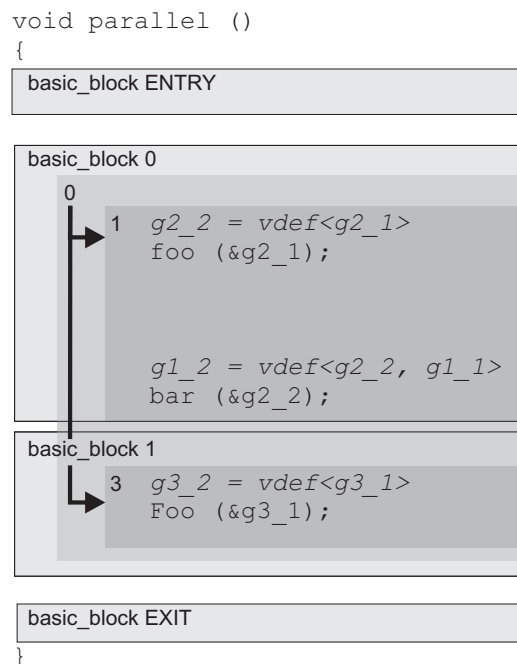 void parallel ()
{
basic_block ENTRY
basic_block 0
0
1 g2_2 = vdef<g2_1>
foo (&g2_1);
g1_2 = vdef<g2_2, g1_1>
bar (&g2_2);
basic_block 1
3 g3_2 = vdef<g3_1>
Foo (&g3_1);
basic_block EXIT
}